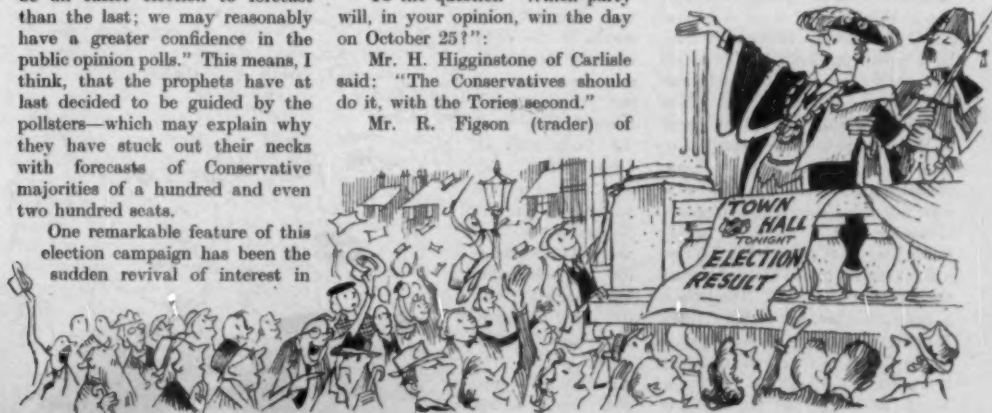 than the last; we may reasonably
have a greater confidence in the
public opinion polls." This means, I
think, that the prophets have at
last decided to be guided by the
pollsters—which may explain why
they have stuck out their necks
with forecasts of Conservative
majorities of a hundred and even
two hundred seats.
One remarkable feature of this
election campaign has been the
sudden revival of interest in
will, in your opinion, win the day
on October 25?":
Mr. H. Higginstone of Carlisle
said: "The Conservatives should
do it, with the Tories second."
Mr. R. Figson (trader) of
TOWN
HALL
TONIGHT
ELECTION
RESULT